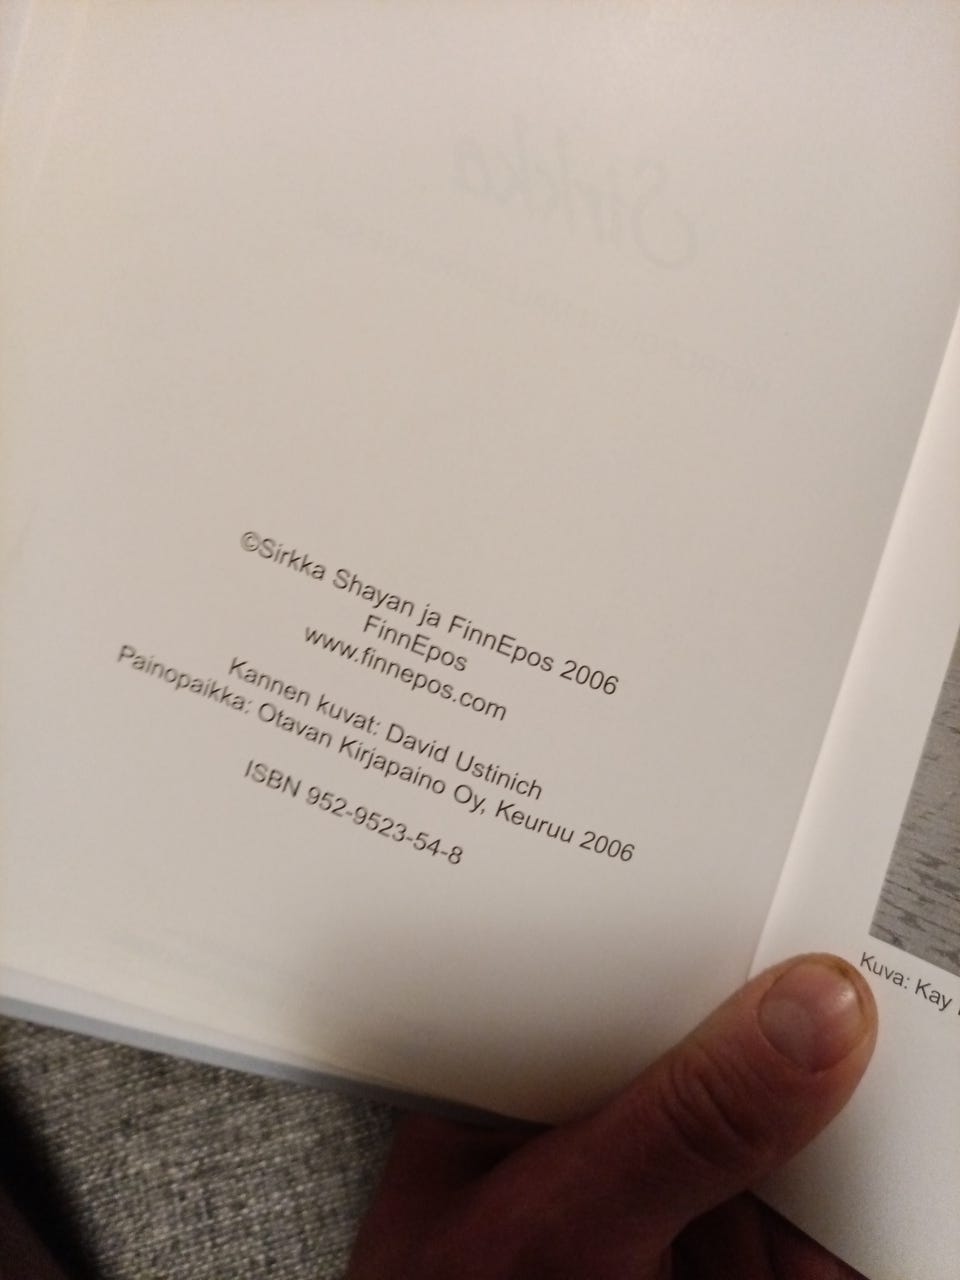 Sirkka
©Sirkka Shayan ja FinnEpos 2006
FinnEpos
www.finnepos.com
Kannen kuvat: David Ustinich
Painopaikka: Otavan Kirjapaino Oy, Keuruu 2006
ISBN 952-9523-54-8
Kuva: Kay